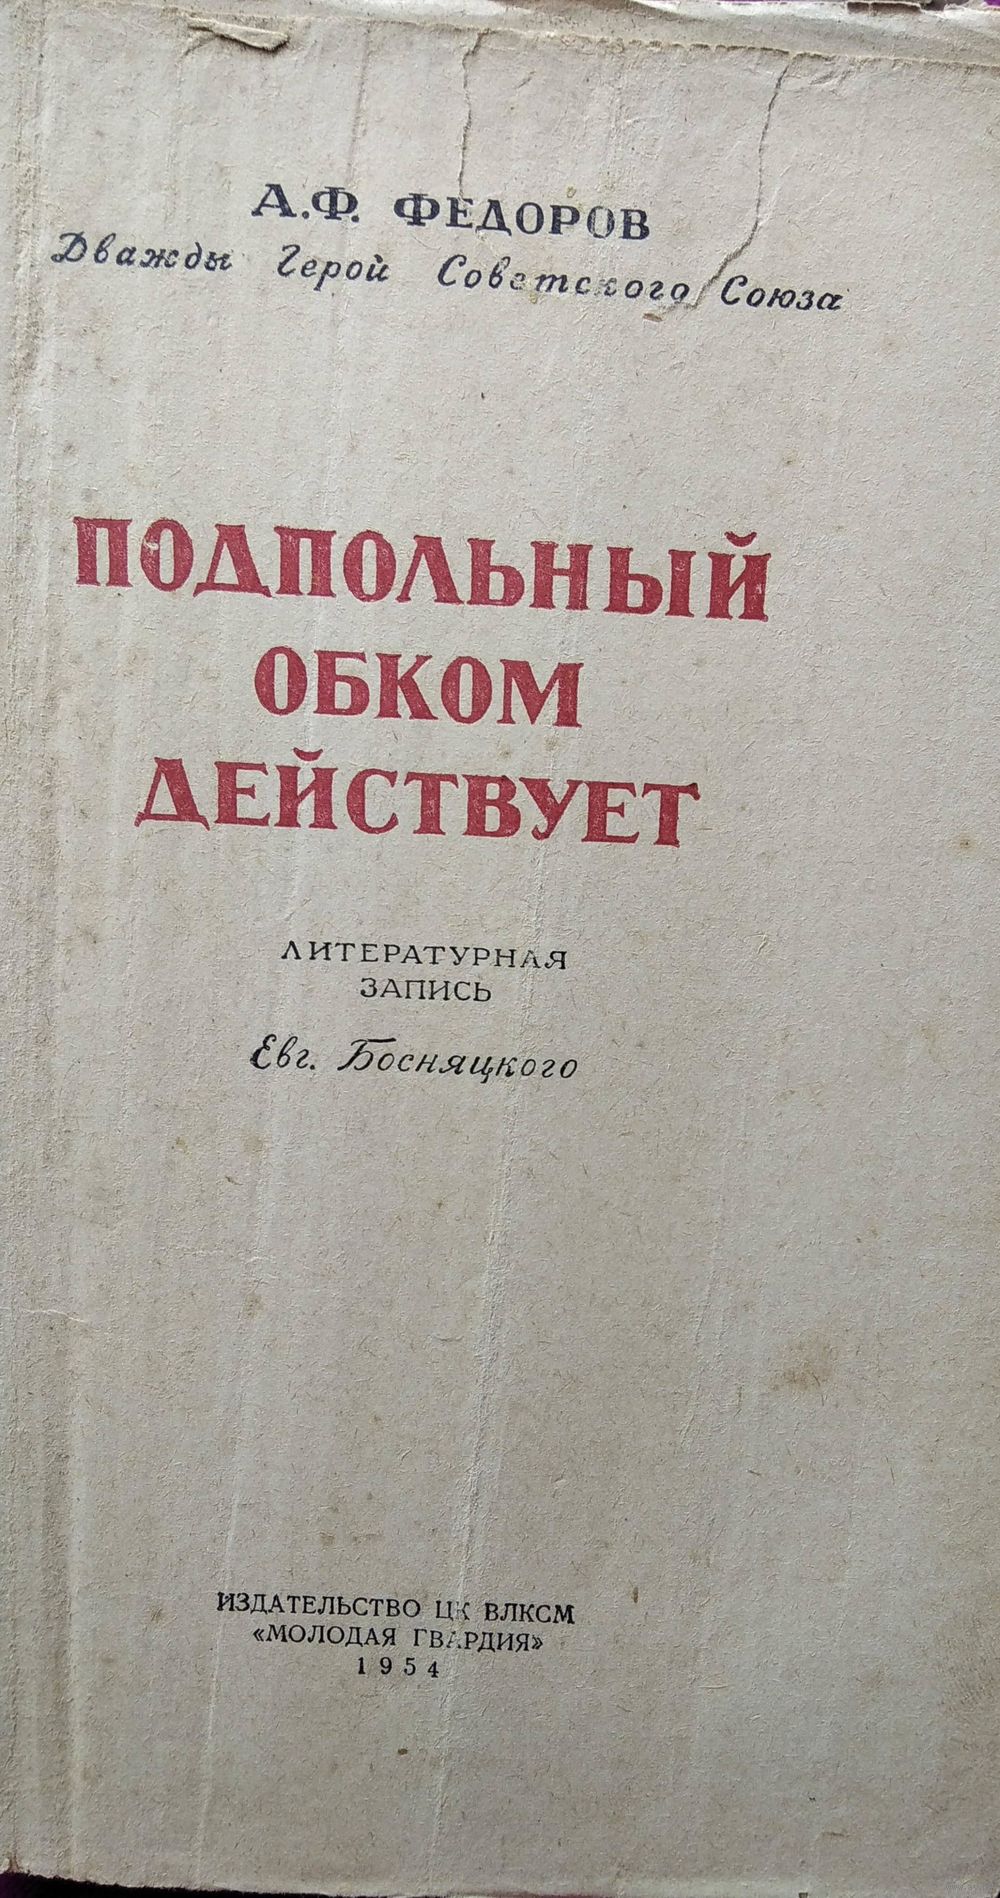 А.Ф. ФЕДОРОВ
Дважды Герой Советского Союза
ПОДПОЛЬНЫЙ
ОБКОМ
ДЕЙСТВУЕТ
ЛИТЕРАТУРНАЯ
ЗАПИСЬ
Евг. Босняцкого
ИЗДАТЕЛЬСТВО ЦК ВЛКСМ
«МОЛОДАЯ ГВАРДИЯ»
1954